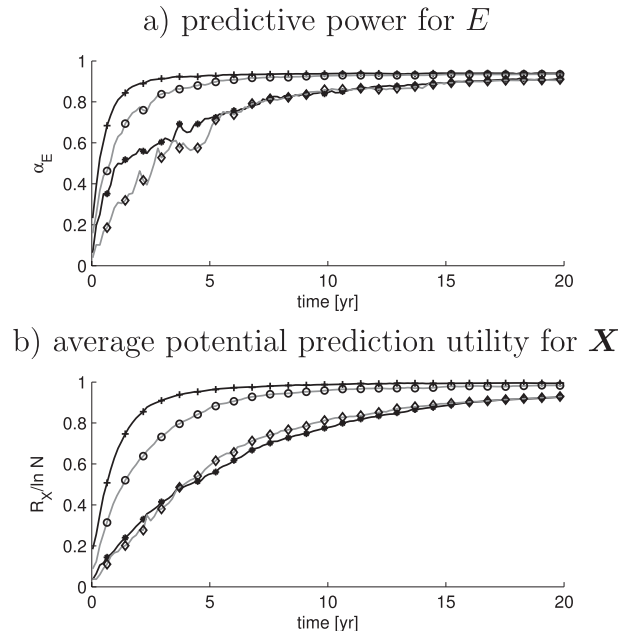 a) predictive power for E
1
0.8
0.6
0.4
0.2
0
α_E
0 5 10 15 20
time [yr]
b) average potential prediction utility for X
1
0.8
0.6
0.4
0.2
0
R_X/ln N
0 5 10 15 20
time [yr]